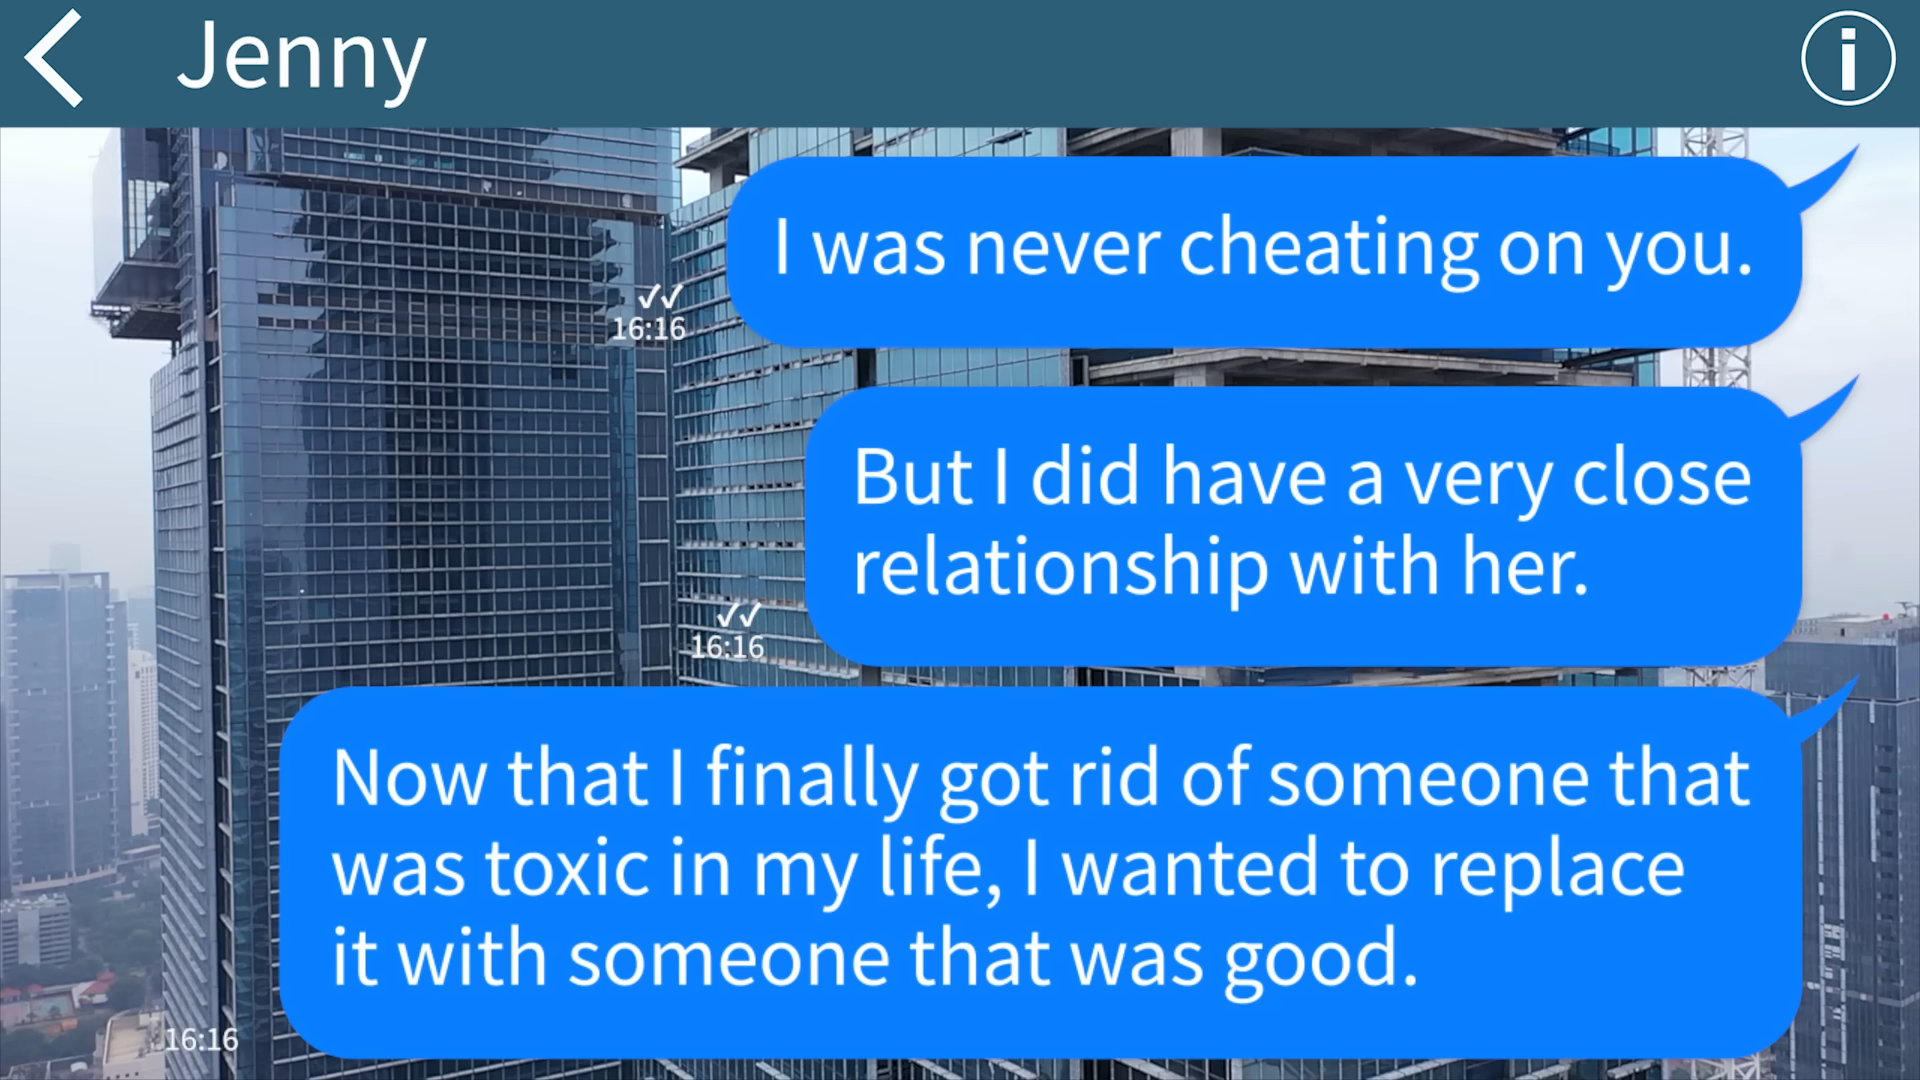 Jenny
I was never cheating on you.
✓✓
16:16
But I did have a very close
relationship with her.
✓✓
16:16
Now that I finally got rid of someone that
was toxic in my life, I wanted to replace
it with someone that was good.
16:16